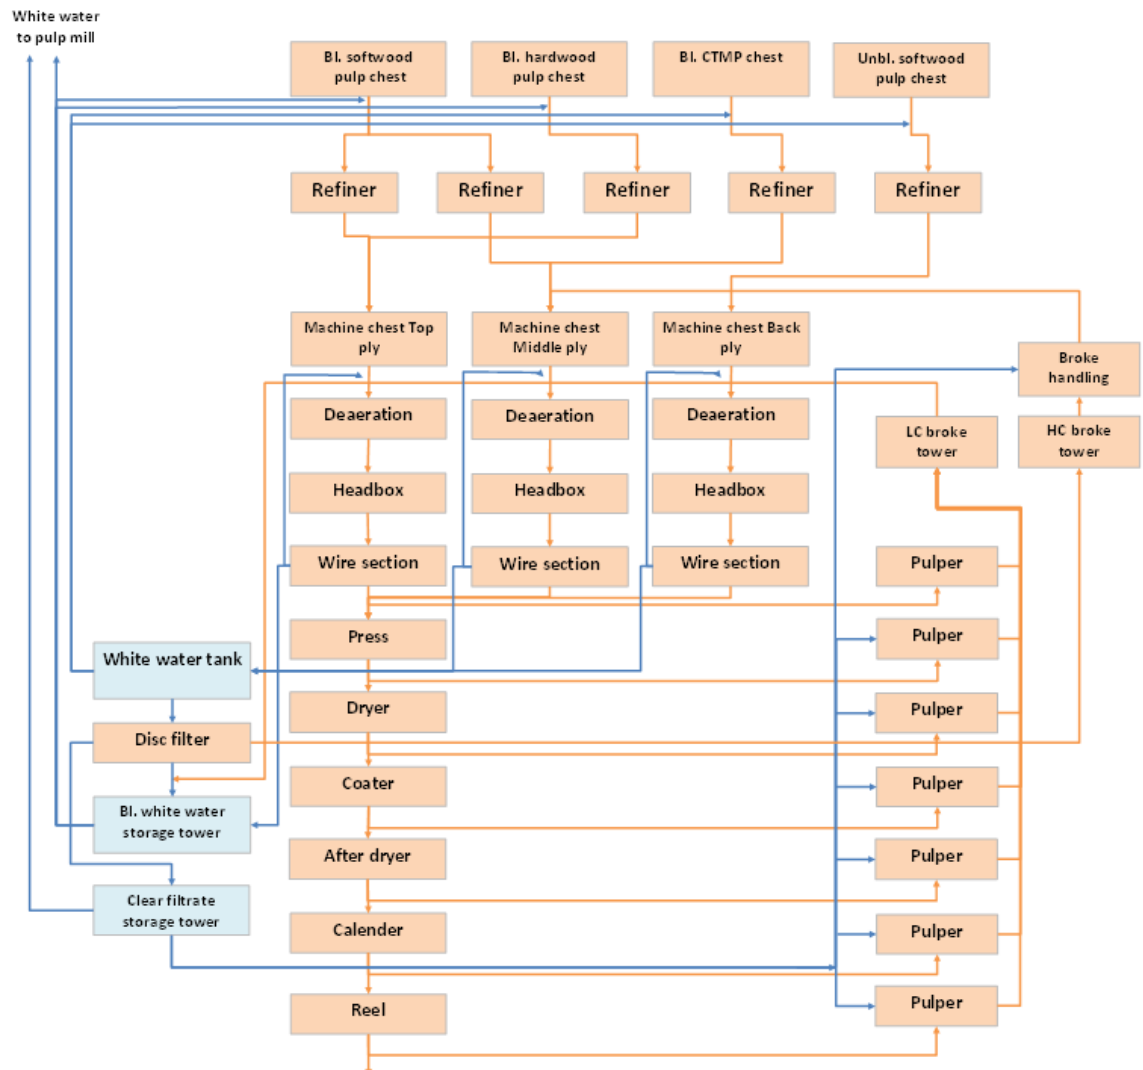 White water
to pulp mill
Bl. softwood
pulp chest
Bl. hardwood
pulp chest
Bl. CTMP chest
Unbl. softwood
pulp chest
Refiner
Refiner
Refiner
Refiner
Refiner
Machine chest Top
ply
Machine chest
Middle ply
Machine chest Back
ply
Broke
handling
Deaeration
Deaeration
Deaeration
LC broke
tower
HC broke
tower
Headbox
Headbox
Headbox
Wire section
Wire section
Wire section
Pulper
Press
Pulper
White water tank
Dryer
Pulper
Disc filter
Coater
Pulper
Bl. white water
storage tower
After dryer
Pulper
Clear filtrate
storage tower
Calender
Pulper
Reel
Pulper